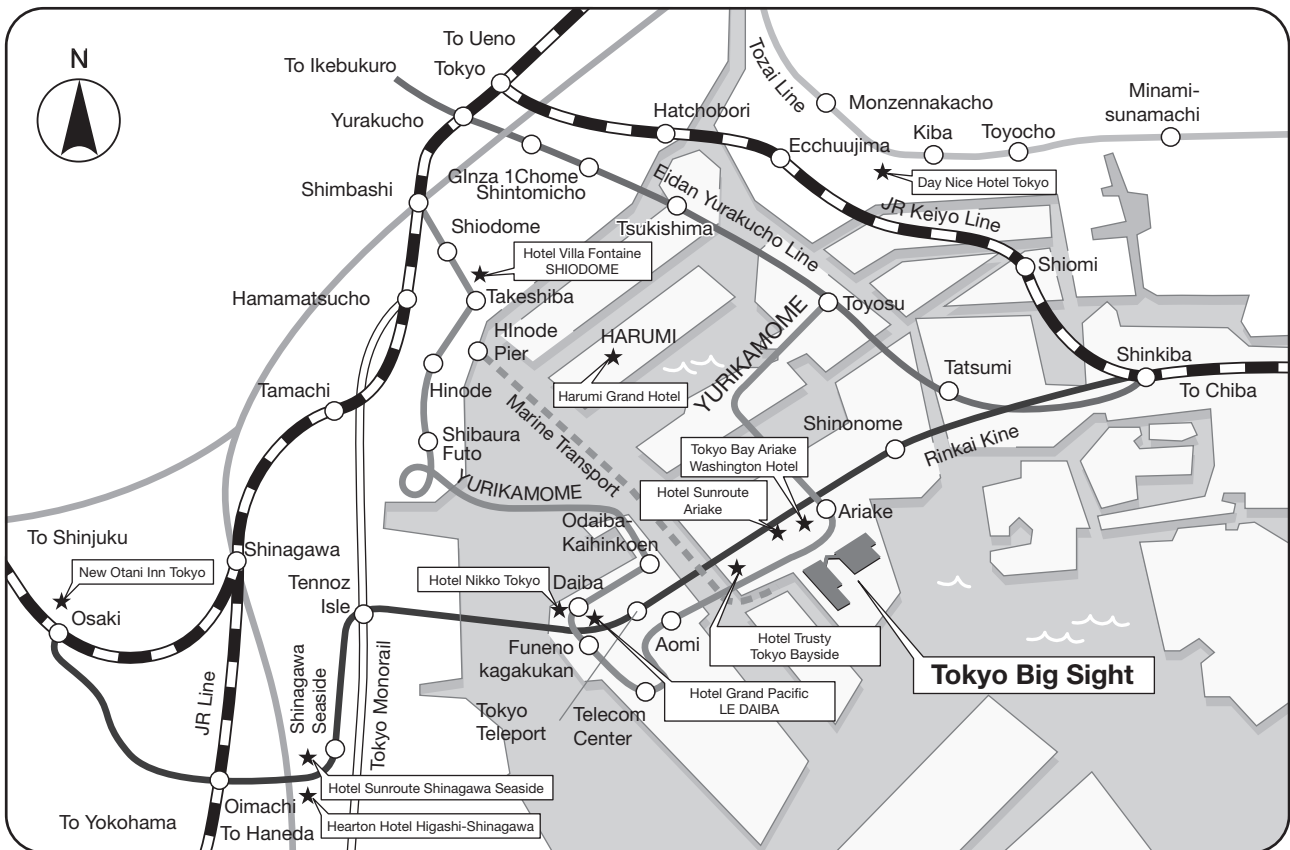 N
To Ueno
To Ikebukuro
Tokyo
Yurakucho
Hatchobori
Tozai Line
Monzennakacho
Minami-
sunamachi
Kiba
Toyocho
Ecchuujima
Day Nice Hotel Tokyo
GInza 1Chome
Shintomicho
Shimbashi
Eidan Yurakucho Line
JR Keiyo Line
Tsukishima
Shiodome
Hotel Villa Fontaine
SHIODOME
Shiomi
Hamamatsucho
Takeshiba
Toyosu
HInode
Pier
HARUMI
YURIKAMOME
Shinkiba
Tatsumi
To Chiba
Tamachi
Hinode
Harumi Grand Hotel
Marine Transport
Shinonome
Rinkai Kine
Shibaura
Futo
Tokyo Bay Ariake
Washington Hotel
YURIKAMOME
Hotel Sunroute
Ariake
Ariake
Odaiba-
Kaihinkoen
To Shinjuku
Shinagawa
New Otani Inn Tokyo
Tennoz
Isle
Hotel Nikko Tokyo
Daiba
Osaki
Funeno
kagakukan
Aomi
Hotel Trusty
Tokyo Bayside
Tokyo Big Sight
Shinagawa
Seaside
JR Line
Tokyo Monorail
Hotel Grand Pacific
LE DAIBA
Tokyo
Teleport
Telecom
Center
Hotel Sunroute Shinagawa Seaside
Oimachi
To Yokohama
To Haneda
Hearton Hotel Higashi-Shinagawa